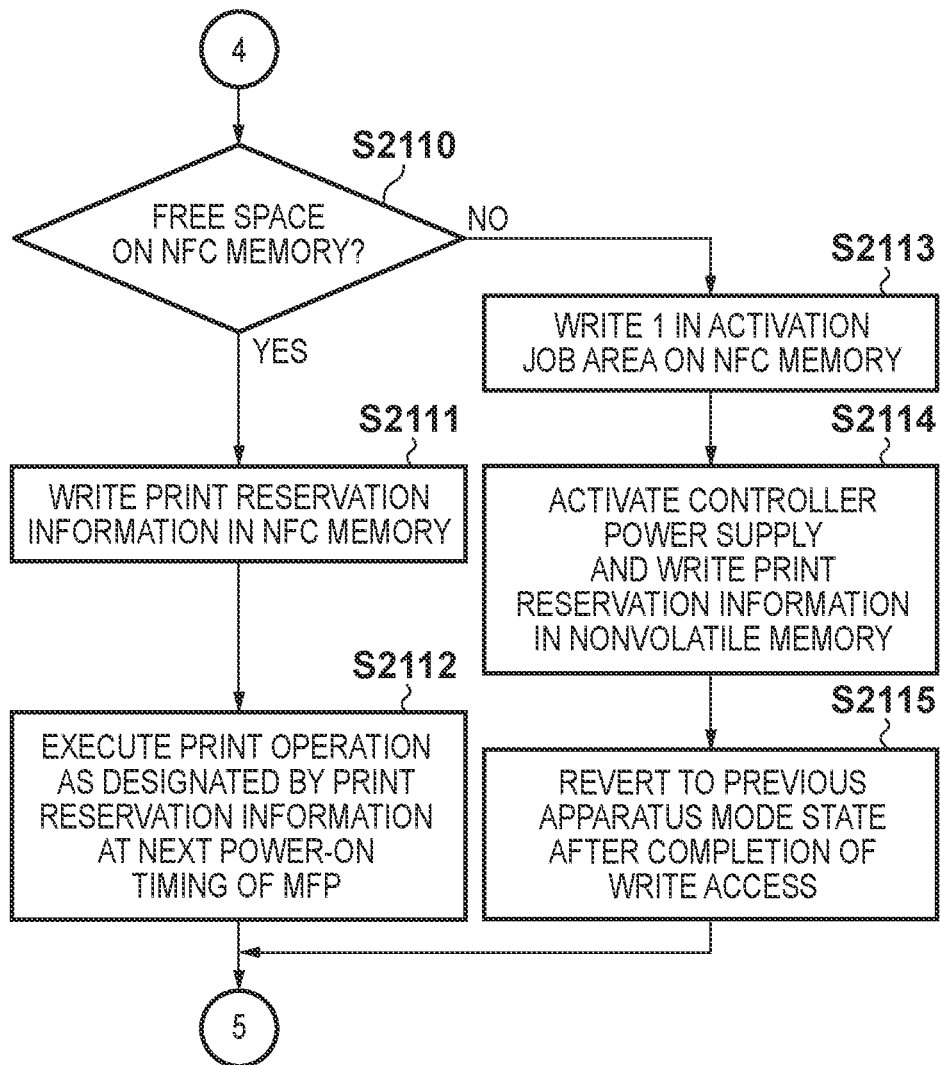 4
S2110
FREE SPACE
ON NFC MEMORY?
NO
YES
S2113
WRITE 1 IN ACTIVATION
JOB AREA ON NFC MEMORY
S2111
WRITE PRINT RESERVATION
INFORMATION IN NFC MEMORY
S2114
ACTIVATE CONTROLLER
POWER SUPPLY
AND WRITE PRINT
RESERVATION INFORMATION
IN NONVOLATILE MEMORY
S2112
EXECUTE PRINT OPERATION
AS DESIGNATED BY PRINT
RESERVATION INFORMATION
AT NEXT POWER-ON
TIMING OF MFP
S2115
REVERT TO PREVIOUS
APPARATUS MODE STATE
AFTER COMPLETION OF
WRITE ACCESS
5